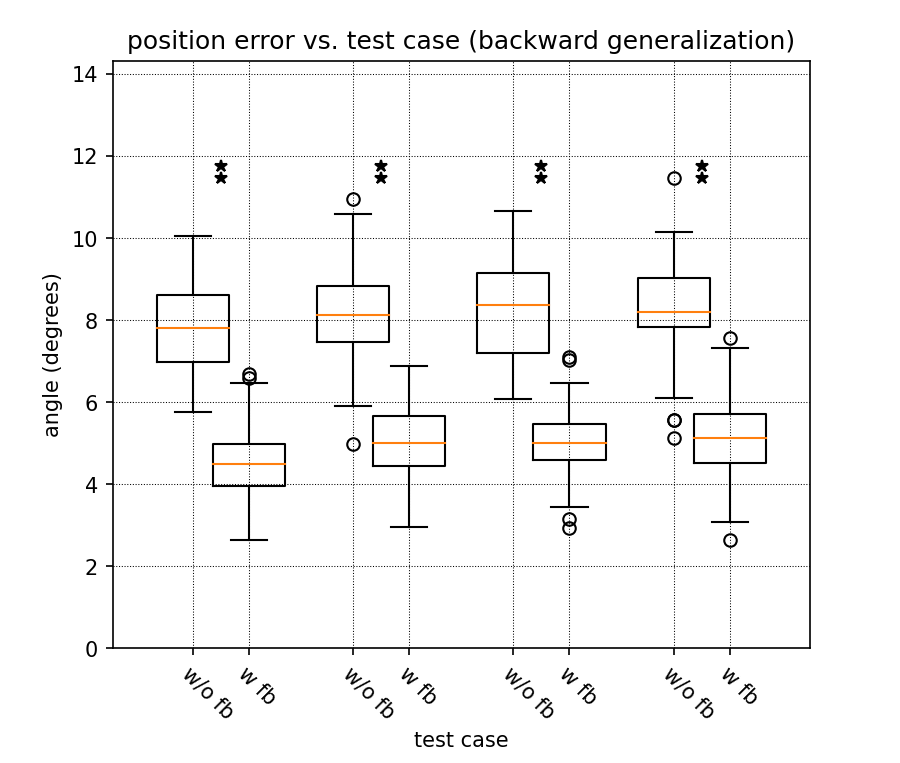 position error vs. test case (backward generalization)
14
12
10
8
6
4
2
0
angle (degrees)
w/o fb
w fb
w/o fb
w fb
w/o fb
w fb
w/o fb
w fb
test case